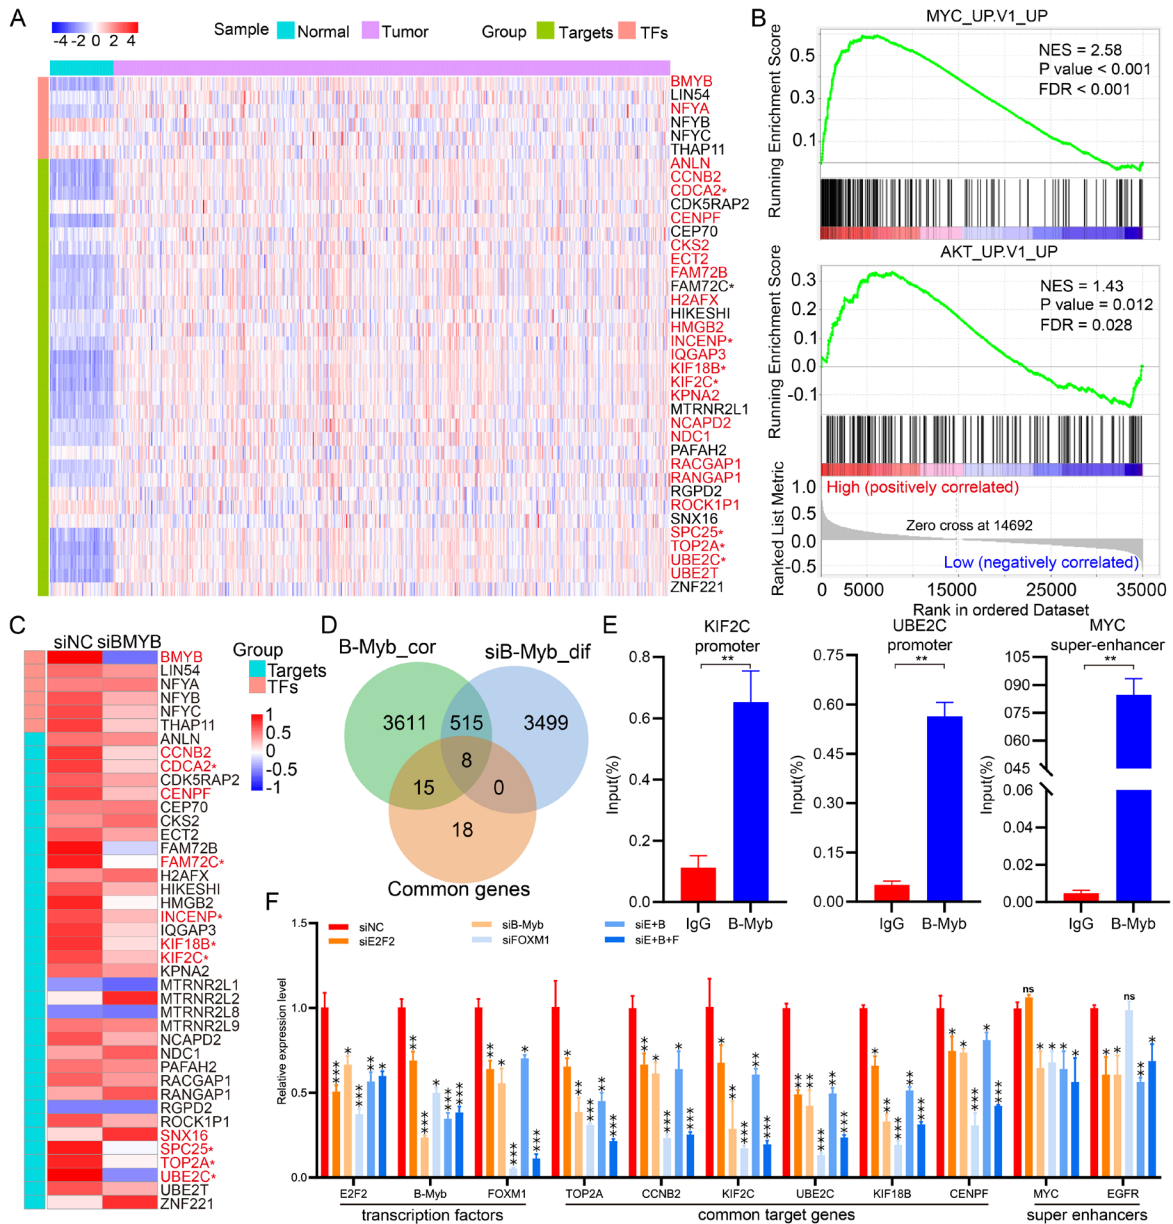 A
-4 -2 0 2 4
Sample Normal Tumor Group Targets TFs
BMYB
LIN54
NFYA
NFYB
NFYC
THAP11
ANLN
CCNB2
CDCA2*
CDK5RAP2
CENPF
CEP70
CKS2
ECT2
FAM72B
FAM72C*
H2AFX
HIKESHI
HMGB2
INCENP*
IQGAP3
KIF18B*
KIF2C*
KPNA2
MTRNR2L1
NCAPD2
NDC1
PAFAH2
RACGAP1
RANGAP1
RGPD2
ROCK1P1
SNX16
SPC25*
TOP2A*
UBE2C*
UBE2T
ZNF221
B
MYC_UP.V1_UP
Running Enrichment Score
0.5
0.3
0.1
NES = 2.58
P value < 0.001
FDR < 0.001
AKT_UP.V1_UP
Running Enrichment Score
0.3
0.2
0.1
0.0
-0.1
NES = 1.43
P value = 0.012
FDR = 0.028
Ranked List Metric
1.0
0.5
0.0
-0.5
High (positively correlated)
Zero cross at 14692
Low (negatively correlated)
0 50000 15000 25000 35000
Rank in ordered Dataset
C
siNC siBMYB
BMYB
LIN54
NFYA
NFYB
NFYC
THAP11
ANLN
CCNB2
CDCA2*
CDK5RAP2
CENPF
CEP70
CKS2
ECT2
FAM72B
FAM72C*
H2AFX
HIKESHI
HMGB2
INCENP*
IQGAP3
KIF18B*
KIF2C*
KPNA2
MTRNR2L1
MTRNR2L2
MTRNR2L8
MTRNR2L9
NCAPD2
NDC1
PAFAH2
RACGAP1
RANGAP1
RGPD2
ROCK1P1
SNX16
SPC25*
TOP2A*
UBE2C*
UBE2T
ZNF221
Group
Targets
TFs
1
0.5
0
-0.5
-1
D
B-Myb_cor siB-Myb_dif
3611 515 3499
8
15 0
18
Common genes
E
KIF2C
promoter
**
Input(%)
0.8
0.6
0.4
0.2
0.0
IgG B-Myb
UBE2C
promoter
**
Input(%)
0.75
0.60
0.45
0.30
0.15
0.00
IgG B-Myb
MYC
super-enhancer
**
Input(%)
105
090
075
060
045
0.06
0.04
0.02
0.00
IgG B-Myb
F
siNC siB-Myb siE+B
siE2F2 siFOXM1 siE+B+F
Relative expression level
1.5
1.0
0.5
0.0
*** * *** ** *
** *** * *** ***
** * *** * ***
* *** *** ** ***
** * *** * ***
* ** *** ** ***
** ** *** ** ***
* ** *** ** ***
* * *** * ***
ns * * * *
* * ns ** *
E2F2 B-Myb FOXM1 TOP2A CCNB2 KIF2C UBE2C KIF18B CENPF MYC EGFR
transcription factors common target genes super enhancers